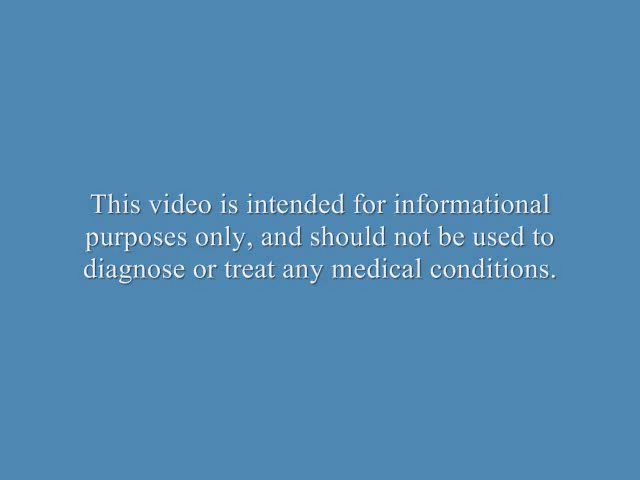 This video is intended for informational
purposes only, and should not be used to
diagnose or treat any medical conditions.